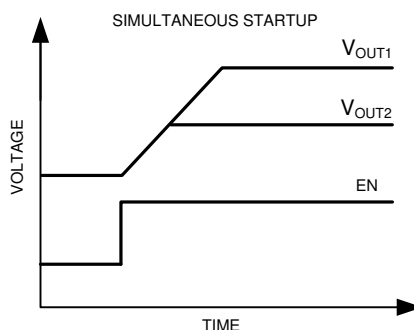 SIMULTANEOUS STARTUP
VOUT1
VOUT2
EN
VOLTAGE
TIME